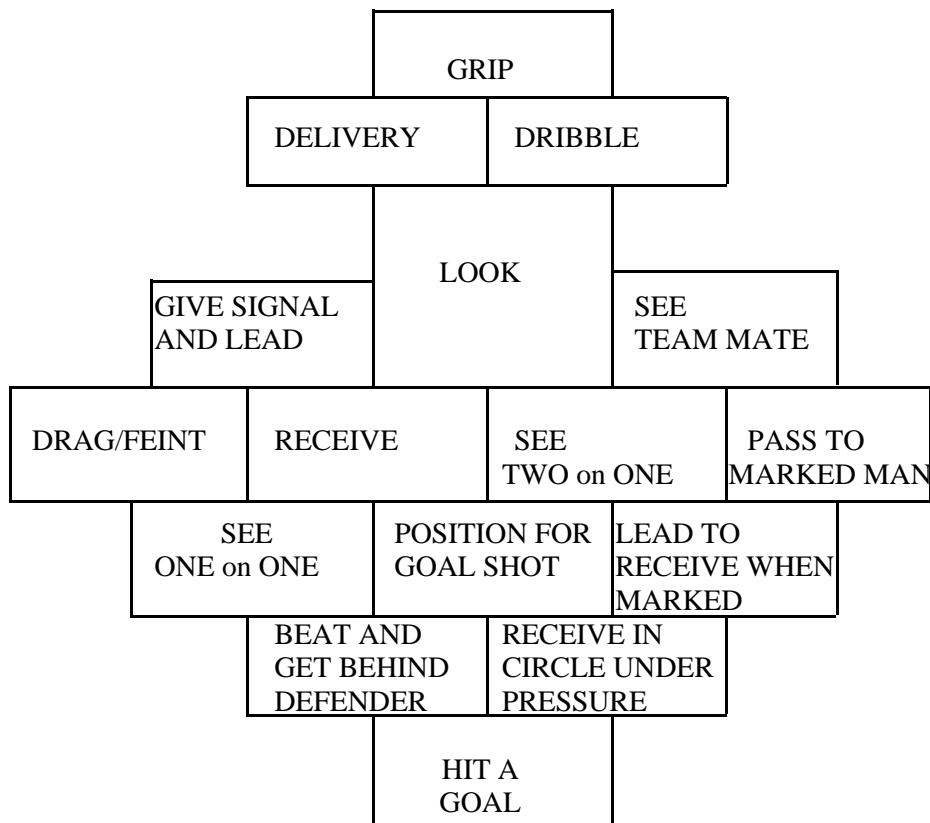 GRIP
DELIVERY
DRIBBLE
LOOK
GIVE SIGNAL
AND LEAD
SEE
TEAM MATE
DRAG/FEINT
RECEIVE
SEE
TWO on ONE
PASS TO
MARKED MAN
SEE
ONE on ONE
POSITION FOR
GOAL SHOT
LEAD TO
RECEIVE WHEN
MARKED
BEAT AND
GET BEHIND
DEFENDER
RECEIVE IN
CIRCLE UNDER
PRESSURE
HIT A
GOAL